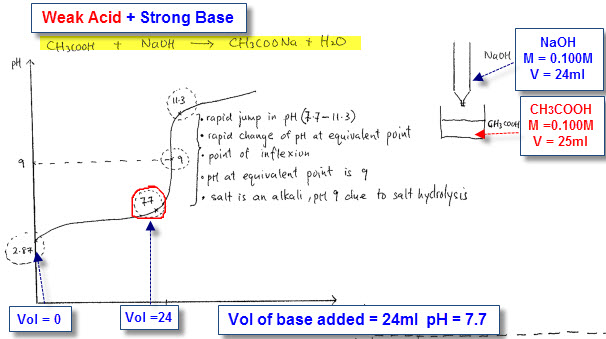 Weak Acid + Strong Base
CH3COOH + NaOH → CH3COONa + H2O
pH
11.3
• rapid jump in pH (7.7 – 11.3)
• rapid change of pH at equivalent point
• point of inflexion
• pH at equivalent point is 9
• salt is an alkali, pH 9 due to salt hydrolysis
9
9
7.7
2.87
NaOH
NaOH
M = 0.100M
V = 24ml
CH3COOH
CH3COOH
M =0.100M
V = 25ml
Vol = 0
Vol =24
Vol of base added = 24ml pH = 7.7